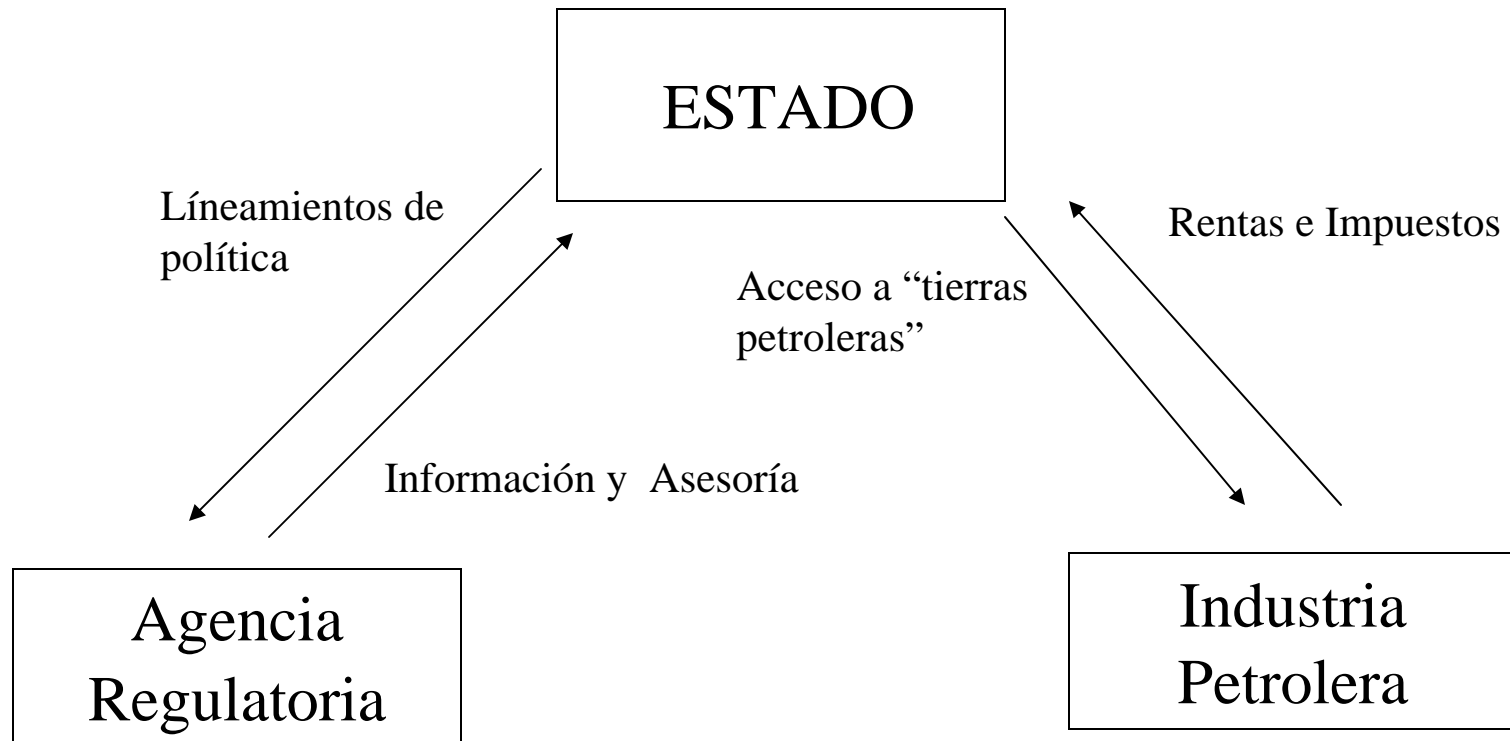 ESTADO
Líneamientos de
política
Rentas e Impuestos
Acceso a “tierras
petroleras”
Información y  Asesoría
Agencia
Regulatoria
Industria
Petrolera